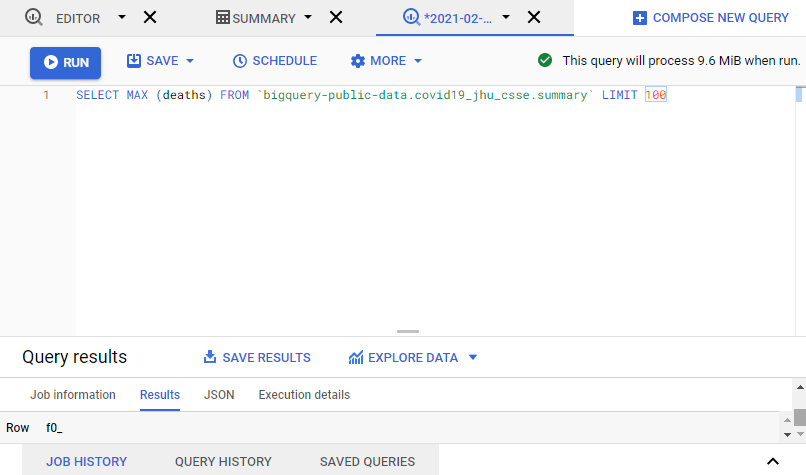 EDITOR
SUMMARY
*2021-02-...
COMPOSE NEW QUERY
RUN
SAVE
SCHEDULE
MORE
This query will process 9.6 MiB when run.
1 SELECT MAX (deaths) FROM `bigquery-public-data.covid19_jhu_csse.summary` LIMIT 100
Query results
SAVE RESULTS
EXPLORE DATA
Job information
Results
JSON
Execution details
Row f0_
JOB HISTORY
QUERY HISTORY
SAVED QUERIES